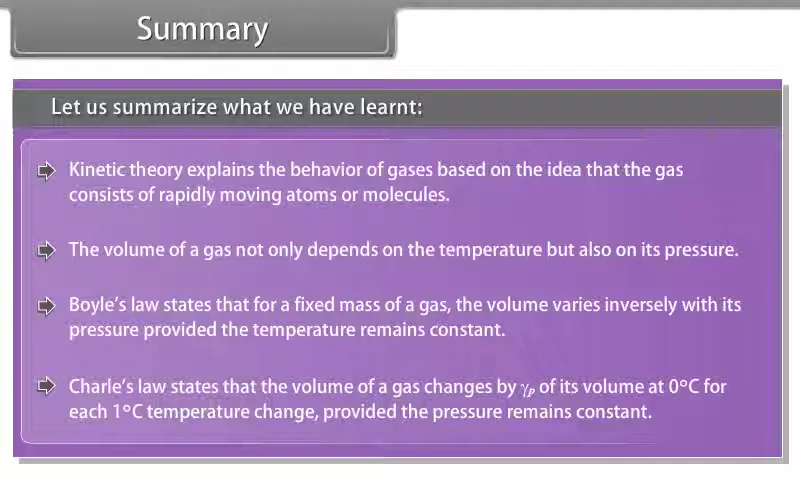 Summary
Let us summarize what we have learnt:
Kinetic theory explains the behavior of gases based on the idea that the gas
consists of rapidly moving atoms or molecules.
The volume of a gas not only depends on the temperature but also on its pressure.
Boyle's law states that for a fixed mass of a gas, the volume varies inversely with its
pressure provided the temperature remains constant.
Charle's law states that the volume of a gas changes by γₚ of its volume at 0ºC for
each 1ºC temperature change, provided the pressure remains constant.